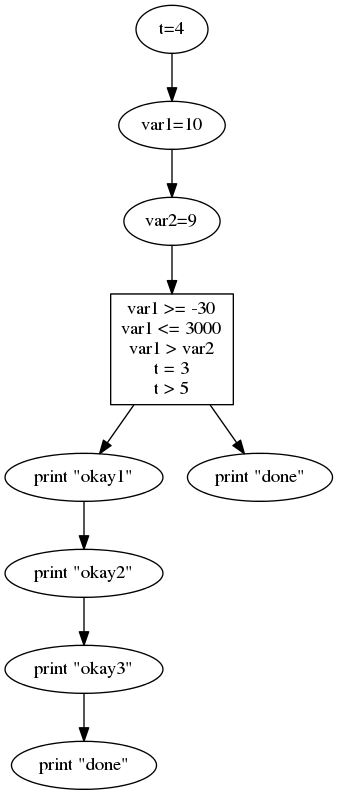 t=4
var1=10
var2=9
var1 >= -30
var1 <= 3000
var1 > var2
t = 3
t > 5
print "okay1"
print "done"
print "okay2"
print "okay3"
print "done"